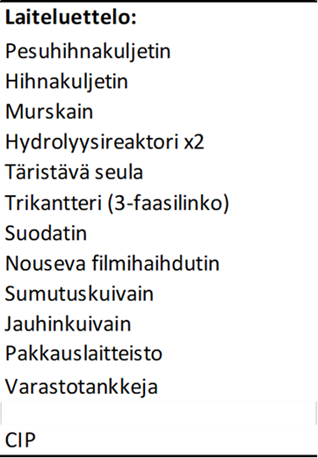 Laiteluettelo:
Pesuhihnakuljetin
Hihnakuljetin
Murskain
Hydrolyysireaktori x2
Täristävä seula
Trikantteri (3-faasilinko)
Suodatin
Nouseva filmihaihdutin
Sumutuskuivain
Jauhinkuivain
Pakkauslaitteisto
Varastotankkeja
CIP